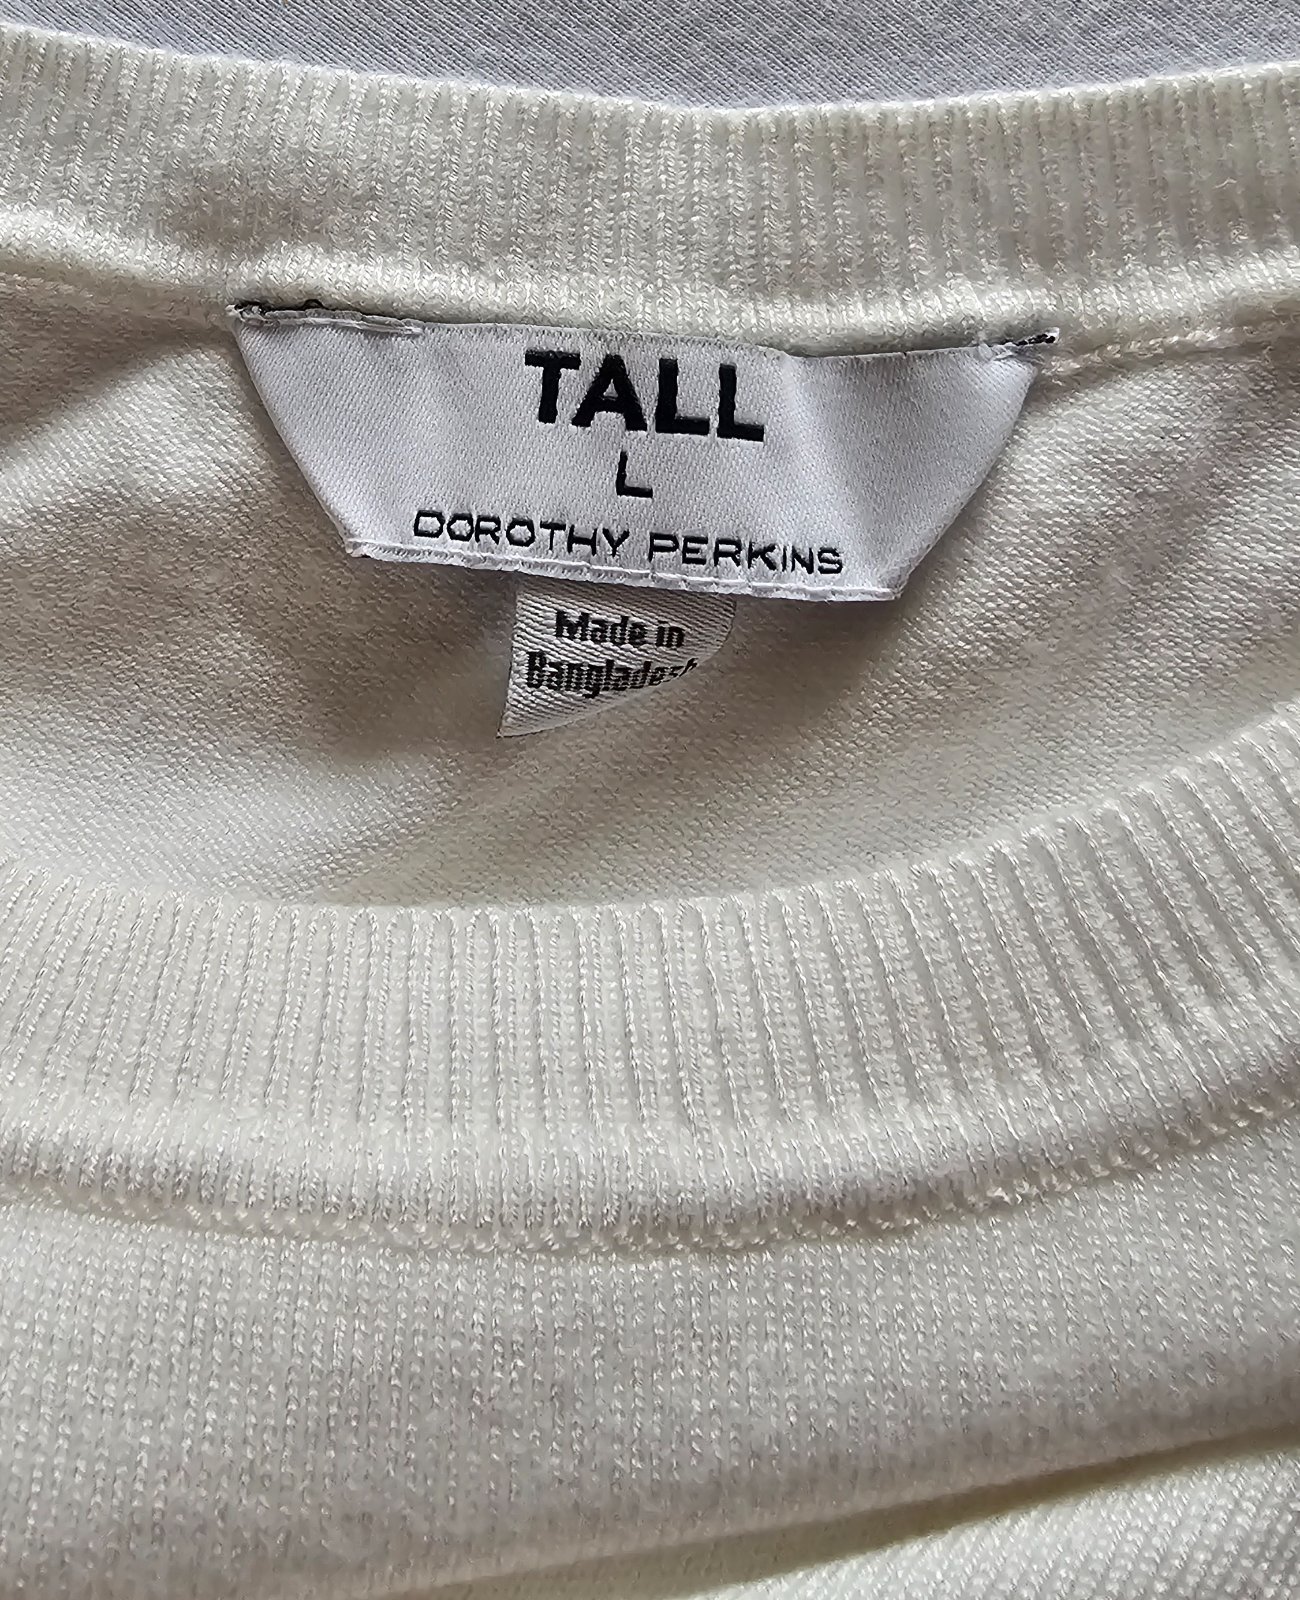 TALL
L
DOROTHY PERKINS
Made in
Bangladesh